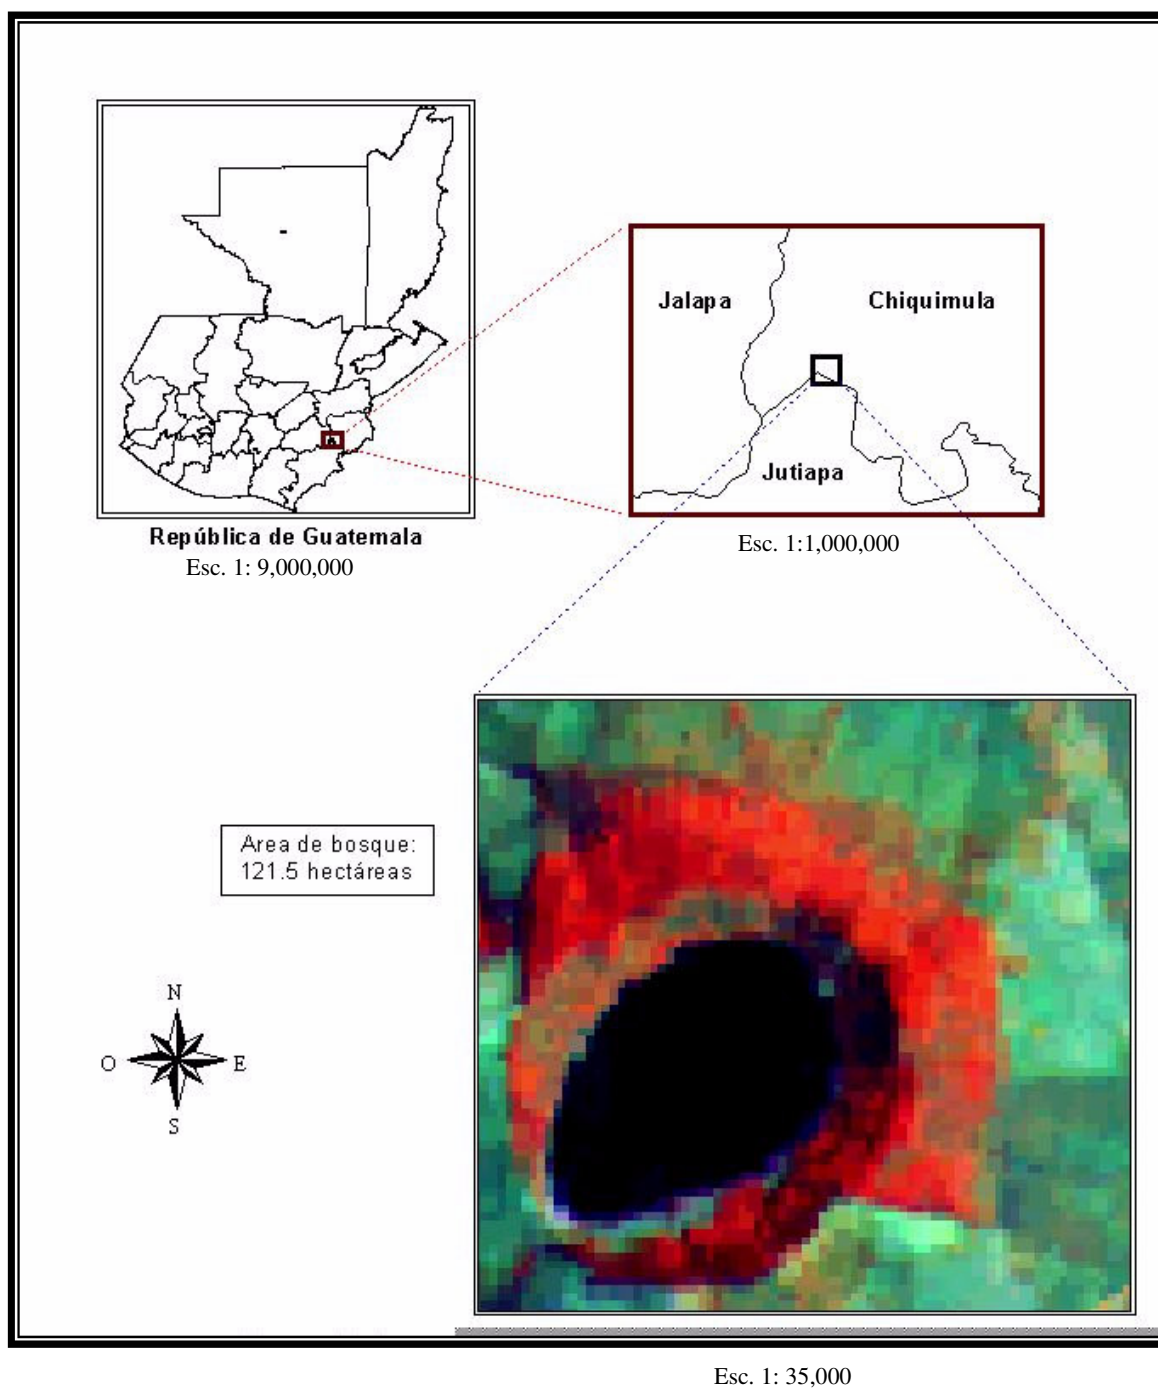 Jalapa
Chiquimula
Jutiapa
República de Guatemala
Esc. 1: 9,000,000
Esc. 1:1,000,000
Area de bosque:
121.5 hectáreas
N
O
E
S
Esc. 1: 35,000